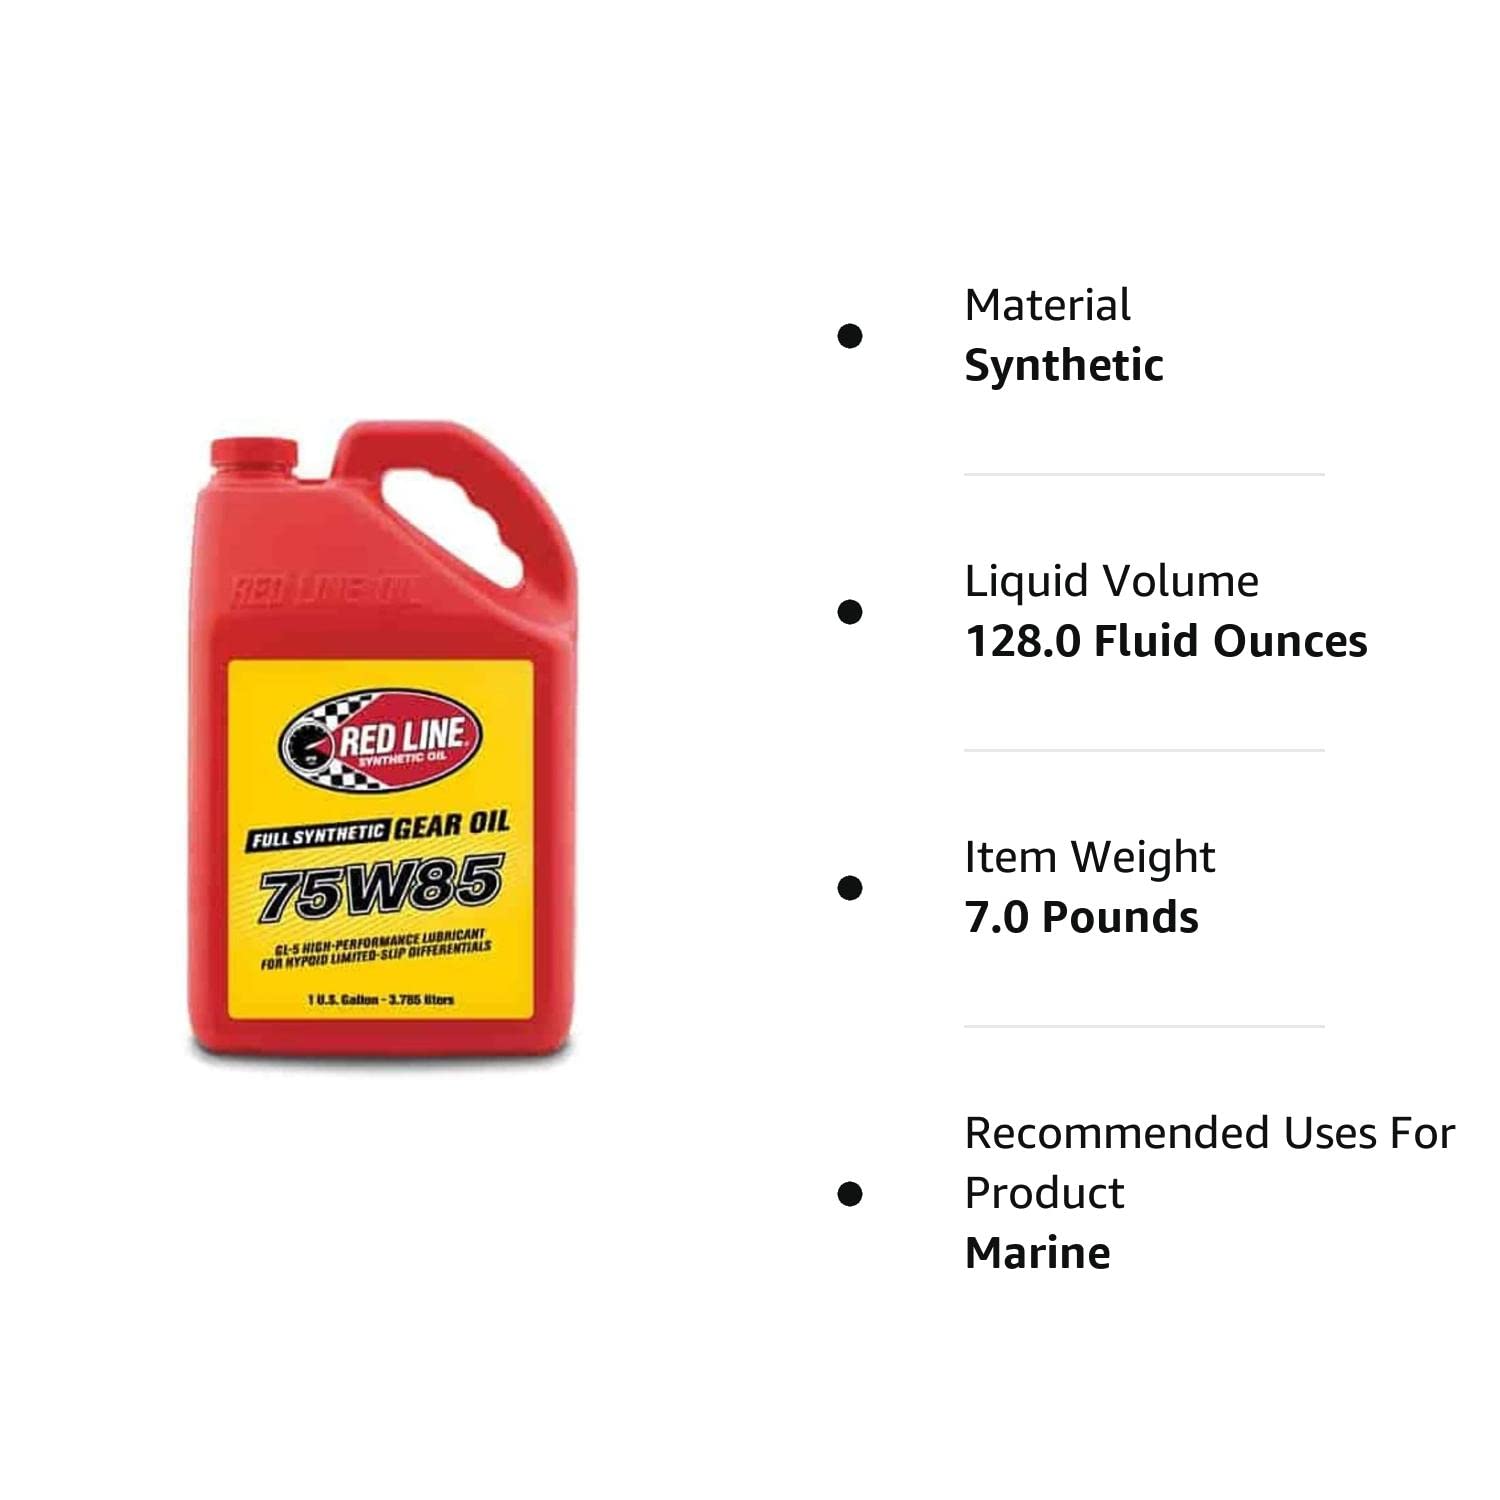 RED LINE OIL
RED LINE
SYNTHETIC OIL
FULL SYNTHETIC GEAR OIL
75W85
GL-5 HIGH-PERFORMANCE LUBRICANT
FOR HYPOID LIMITED-SLIP DIFFERENTIALS
1 U.S. Gallon - 3.785 liters
Material
Synthetic
Liquid Volume
128.0 Fluid Ounces
Item Weight
7.0 Pounds
Recommended Uses For
Product
Marine